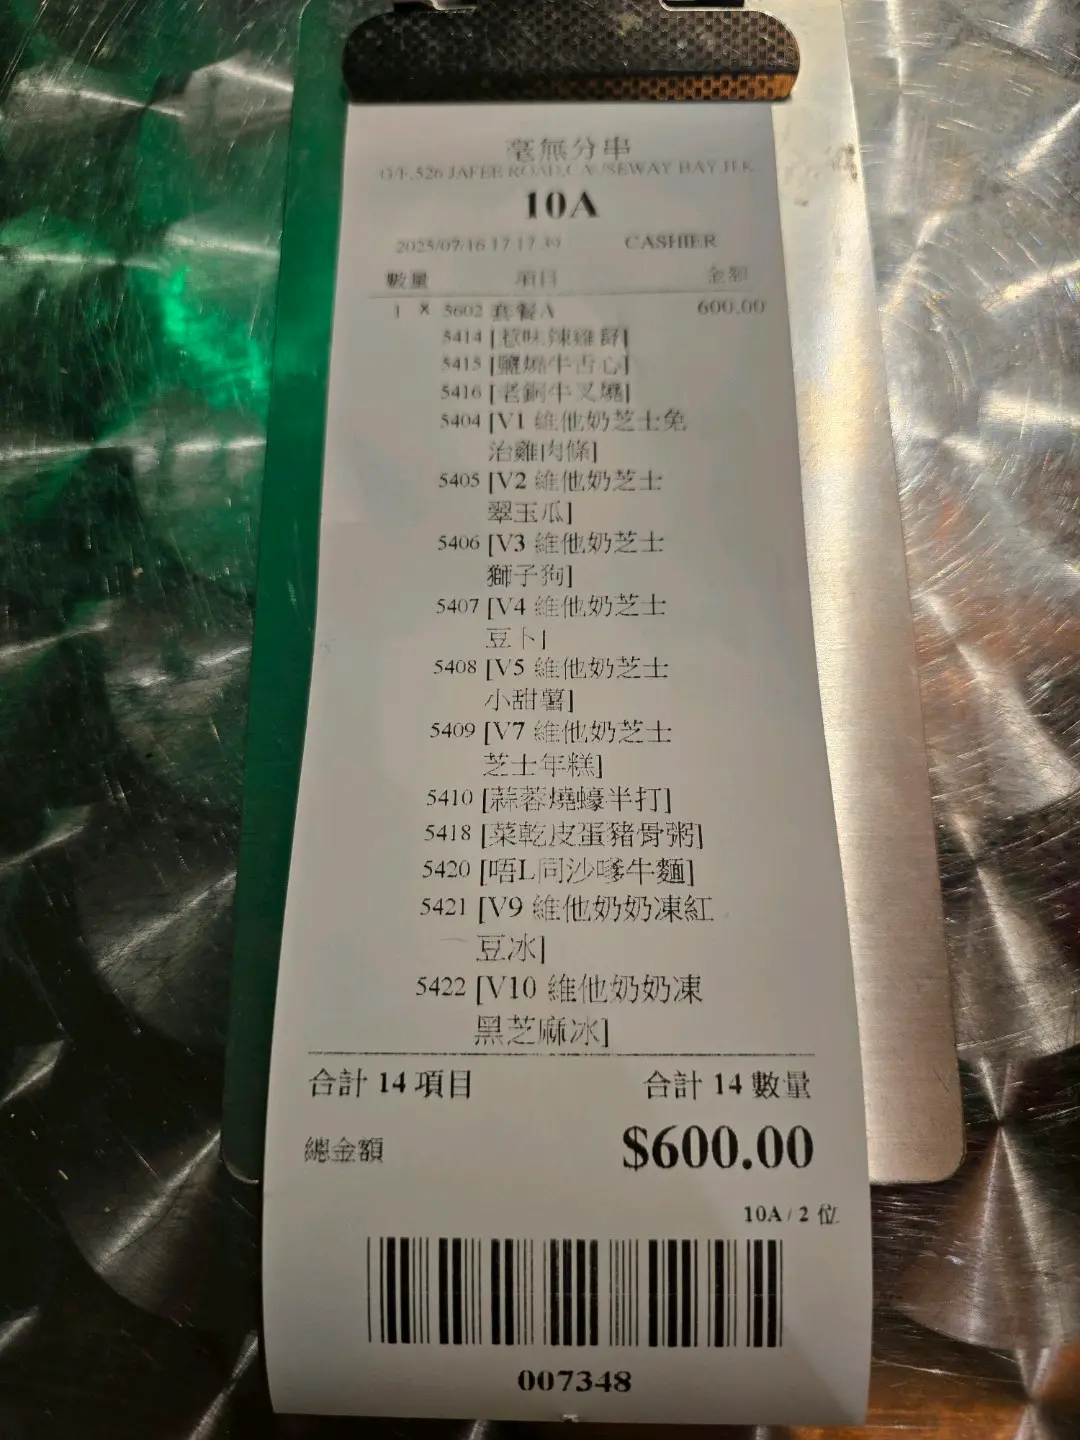 毫無分串
G/F,526 JAFEE ROAD,CAUSEWAY BAY,H.K.
10A
2025/07/16 17:17:39 CASHIER
數量 項目 金額
1 x 5602 套餐A 600.00
5414 [惹味辣雞髀]
5415 [鹽燒牛舌心]
5416 [老銅牛叉燒]
5404 [V1 維他奶芝士免
治雞肉條]
5405 [V2 維他奶芝士
翠玉瓜]
5406 [V3 維他奶芝士
獅子狗]
5407 [V4 維他奶芝士
豆卜]
5408 [V5 維他奶芝士
小甜薯]
5409 [V7 維他奶芝士
芝士年糕]
5410 [蒜蓉燒蠔半打]
5418 [菜乾皮蛋豬骨粥]
5420 [唔L同沙嗲牛麵]
5421 [V9 維他奶奶凍紅
豆冰]
5422 [V10 維他奶奶凍
黑芝麻冰]
合計 14 項目 合計 14 數量
總金額 $600.00
10A / 2 位
007348